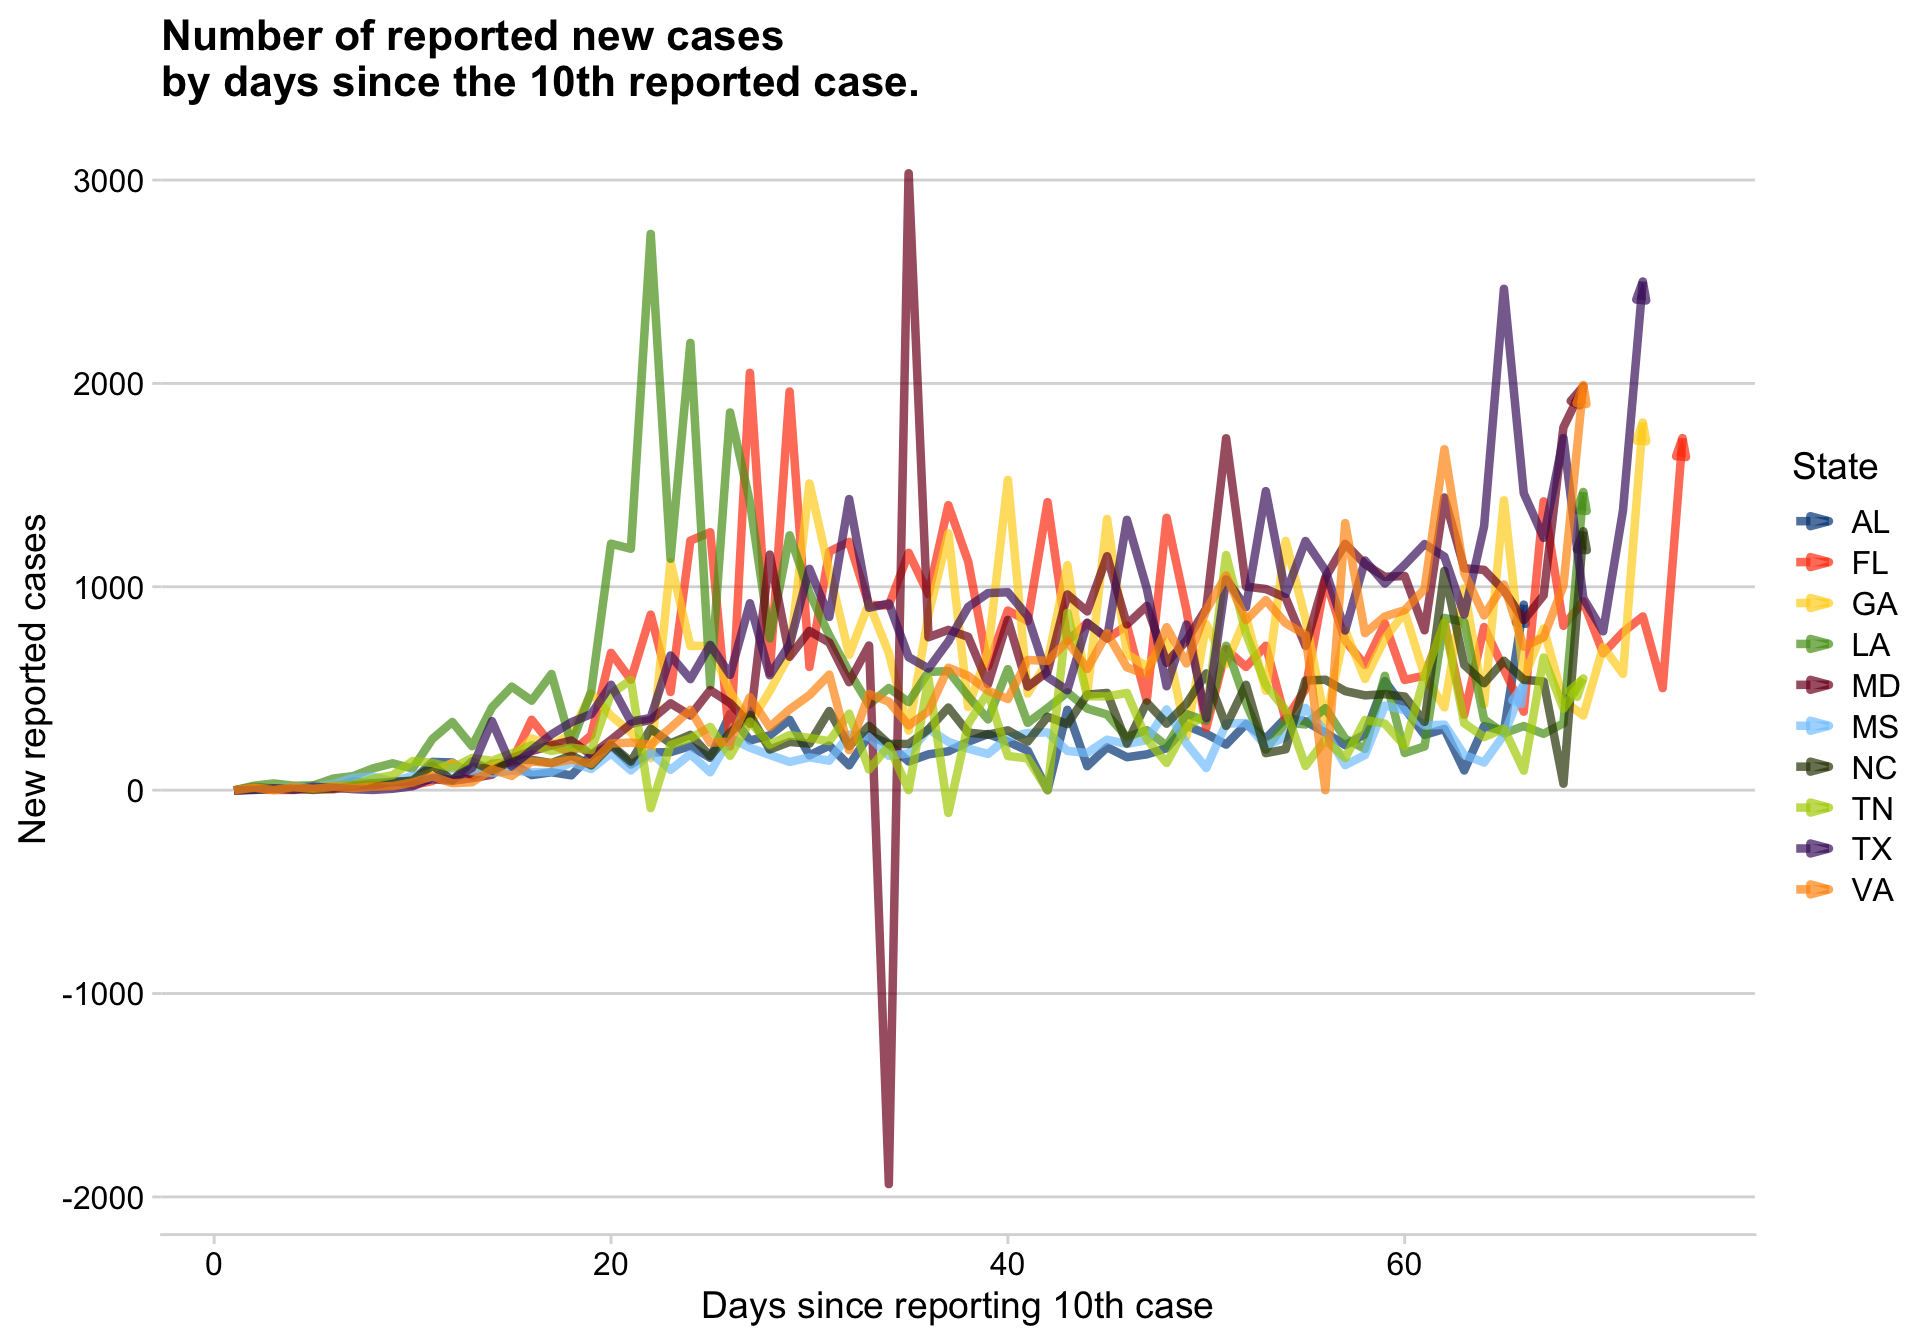 Number of reported new cases
by days since the 10th reported case.
3000
2000
1000
0
-1000
-2000
New reported cases
0
20
40
60
Days since reporting 10th case
State
AL
FL
GA
LA
MD
MS
NC
TN
TX
VA